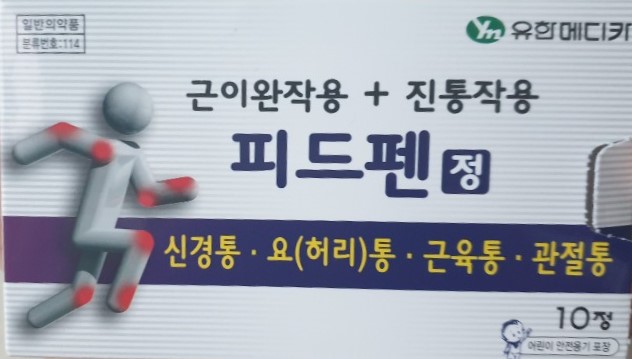 일반의약품
분류번호:114
Yn 유한메디카
근이완작용 + 진통작용
피드펜 정
신경통 · 요(허리)통 · 근육통 · 관절통
10정
어린이 안전용기 포장